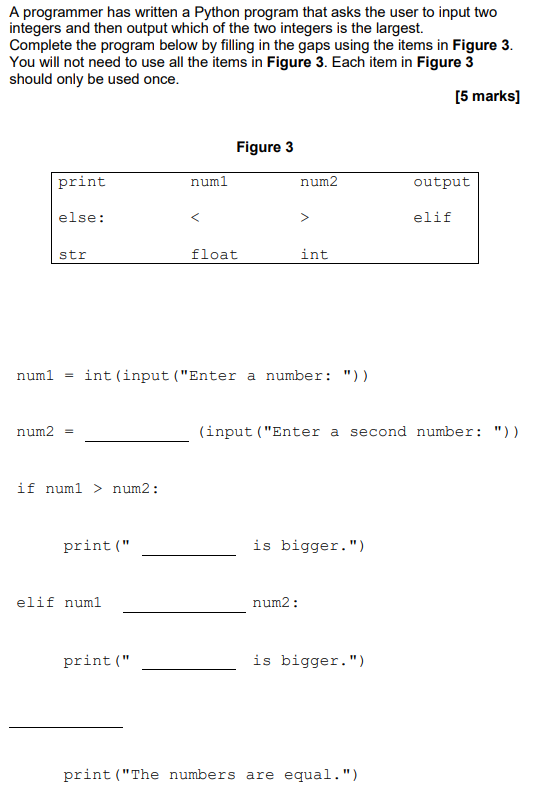 A programmer has written a Python program that asks the user to input two
integers and then output which of the two integers is the largest.
Complete the program below by filling in the gaps using the items in Figure 3.
You will not need to use all the items in Figure 3. Each item in Figure 3
should only be used once.
[5 marks]
Figure 3
print num1 num2 output
else: < > elif
str float int
num1 = int(input("Enter a number: "))
num2 = __________ (input("Enter a second number: "))
if num1 > num2:
print(" __________ is bigger.")
elif num1 __________ num2:
print(" __________ is bigger.")
__________
print("The numbers are equal.")